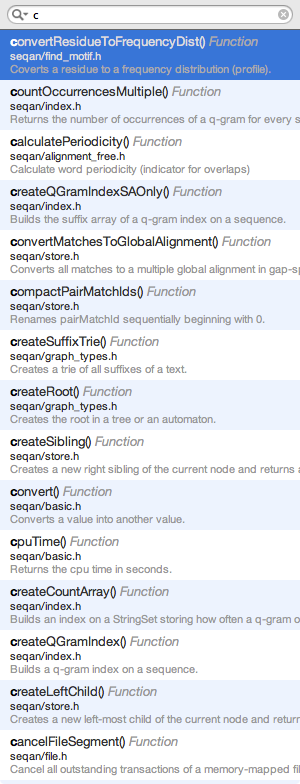 c
convertResidueToFrequencyDist() Function
seqan/find_motif.h
Coverts a residue to a frequency distribution (profile).
countOccurrencesMultiple() Function
seqan/index.h
Returns the number of occurrences of a q-gram for every s
calculatePeriodicity() Function
seqan/alignment_free.h
Calculate word periodicity (indicator for overlaps)
createQGramIndexSAOnly() Function
seqan/index.h
Builds the suffix array of a q-gram index on a sequence.
convertMatchesToGlobalAlignment() Function
seqan/store.h
Converts all matches to a multiple global alignment in gap-sp
compactPairMatchIds() Function
seqan/store.h
Renames pairMatchId sequentially beginning with 0.
createSuffixTrie() Function
seqan/graph_types.h
Creates a trie of all suffixes of a text.
createRoot() Function
seqan/graph_types.h
Creates the root in a tree or an automaton.
createSibling() Function
seqan/store.h
Creates a new right sibling of the current node and returns a
convert() Function
seqan/basic.h
Converts a value into another value.
cpuTime() Function
seqan/basic.h
Returns the cpu time in seconds.
createCountArray() Function
seqan/index.h
Builds an index on a StringSet storing how often a q-gram o
createQGramIndex() Function
seqan/index.h
Builds a q-gram index on a sequence.
createLeftChild() Function
seqan/store.h
Creates a new left-most child of the current node and return
cancelFileSegment() Function
seqan/file.h
Cancel all outstanding transactions of a memory-mapped fil